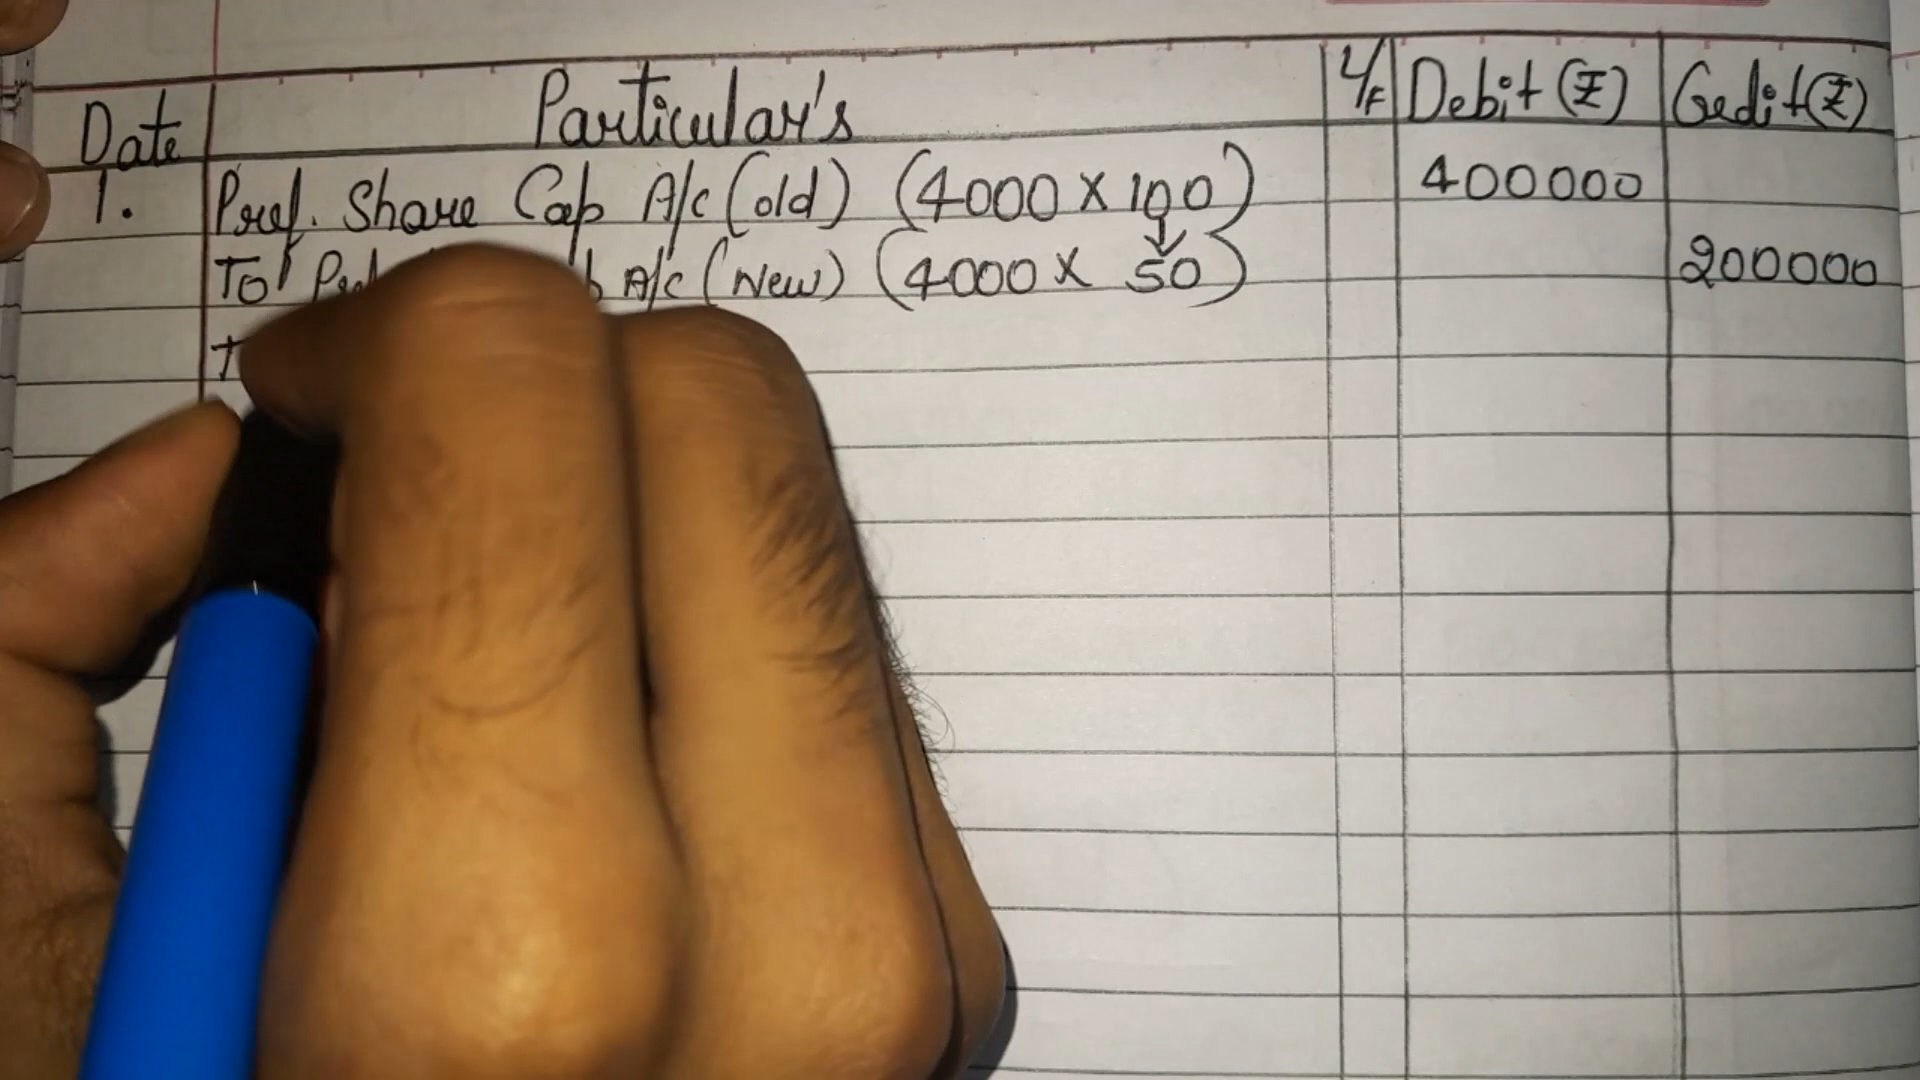 Date Particular's L/F Debit (₹) Credit (₹)
1. Pref. Share Cap A/c (old) (4000 X 100) 400000
To A/c (New) (4000 X 50) 200000